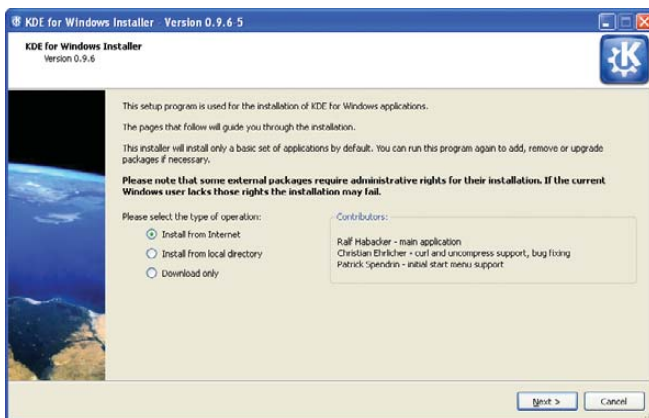 KDE for Windows Installer - Version 0.9.6-5
KDE for Windows Installer
Version 0.9.6
This setup program is used for the installation of KDE for Windows applications.
The pages that follow will guide you through the installation.
This installer will install only a basic set of applications by default. You can run this program again to add, remove or upgrade
packages if necessary.
Please note that some external packages require administrative rights for their installation. If the current
Windows user lacks those rights the installation may fail.
Please select the type of operation:
Install from Internet
Install from local directory
Download only
Contributors:
Ralf Habacker - main application
Christian Ehrlicher - curl and uncompress support, bug fixing
Patrick Spendrin - initial start menu support
Next >
Cancel